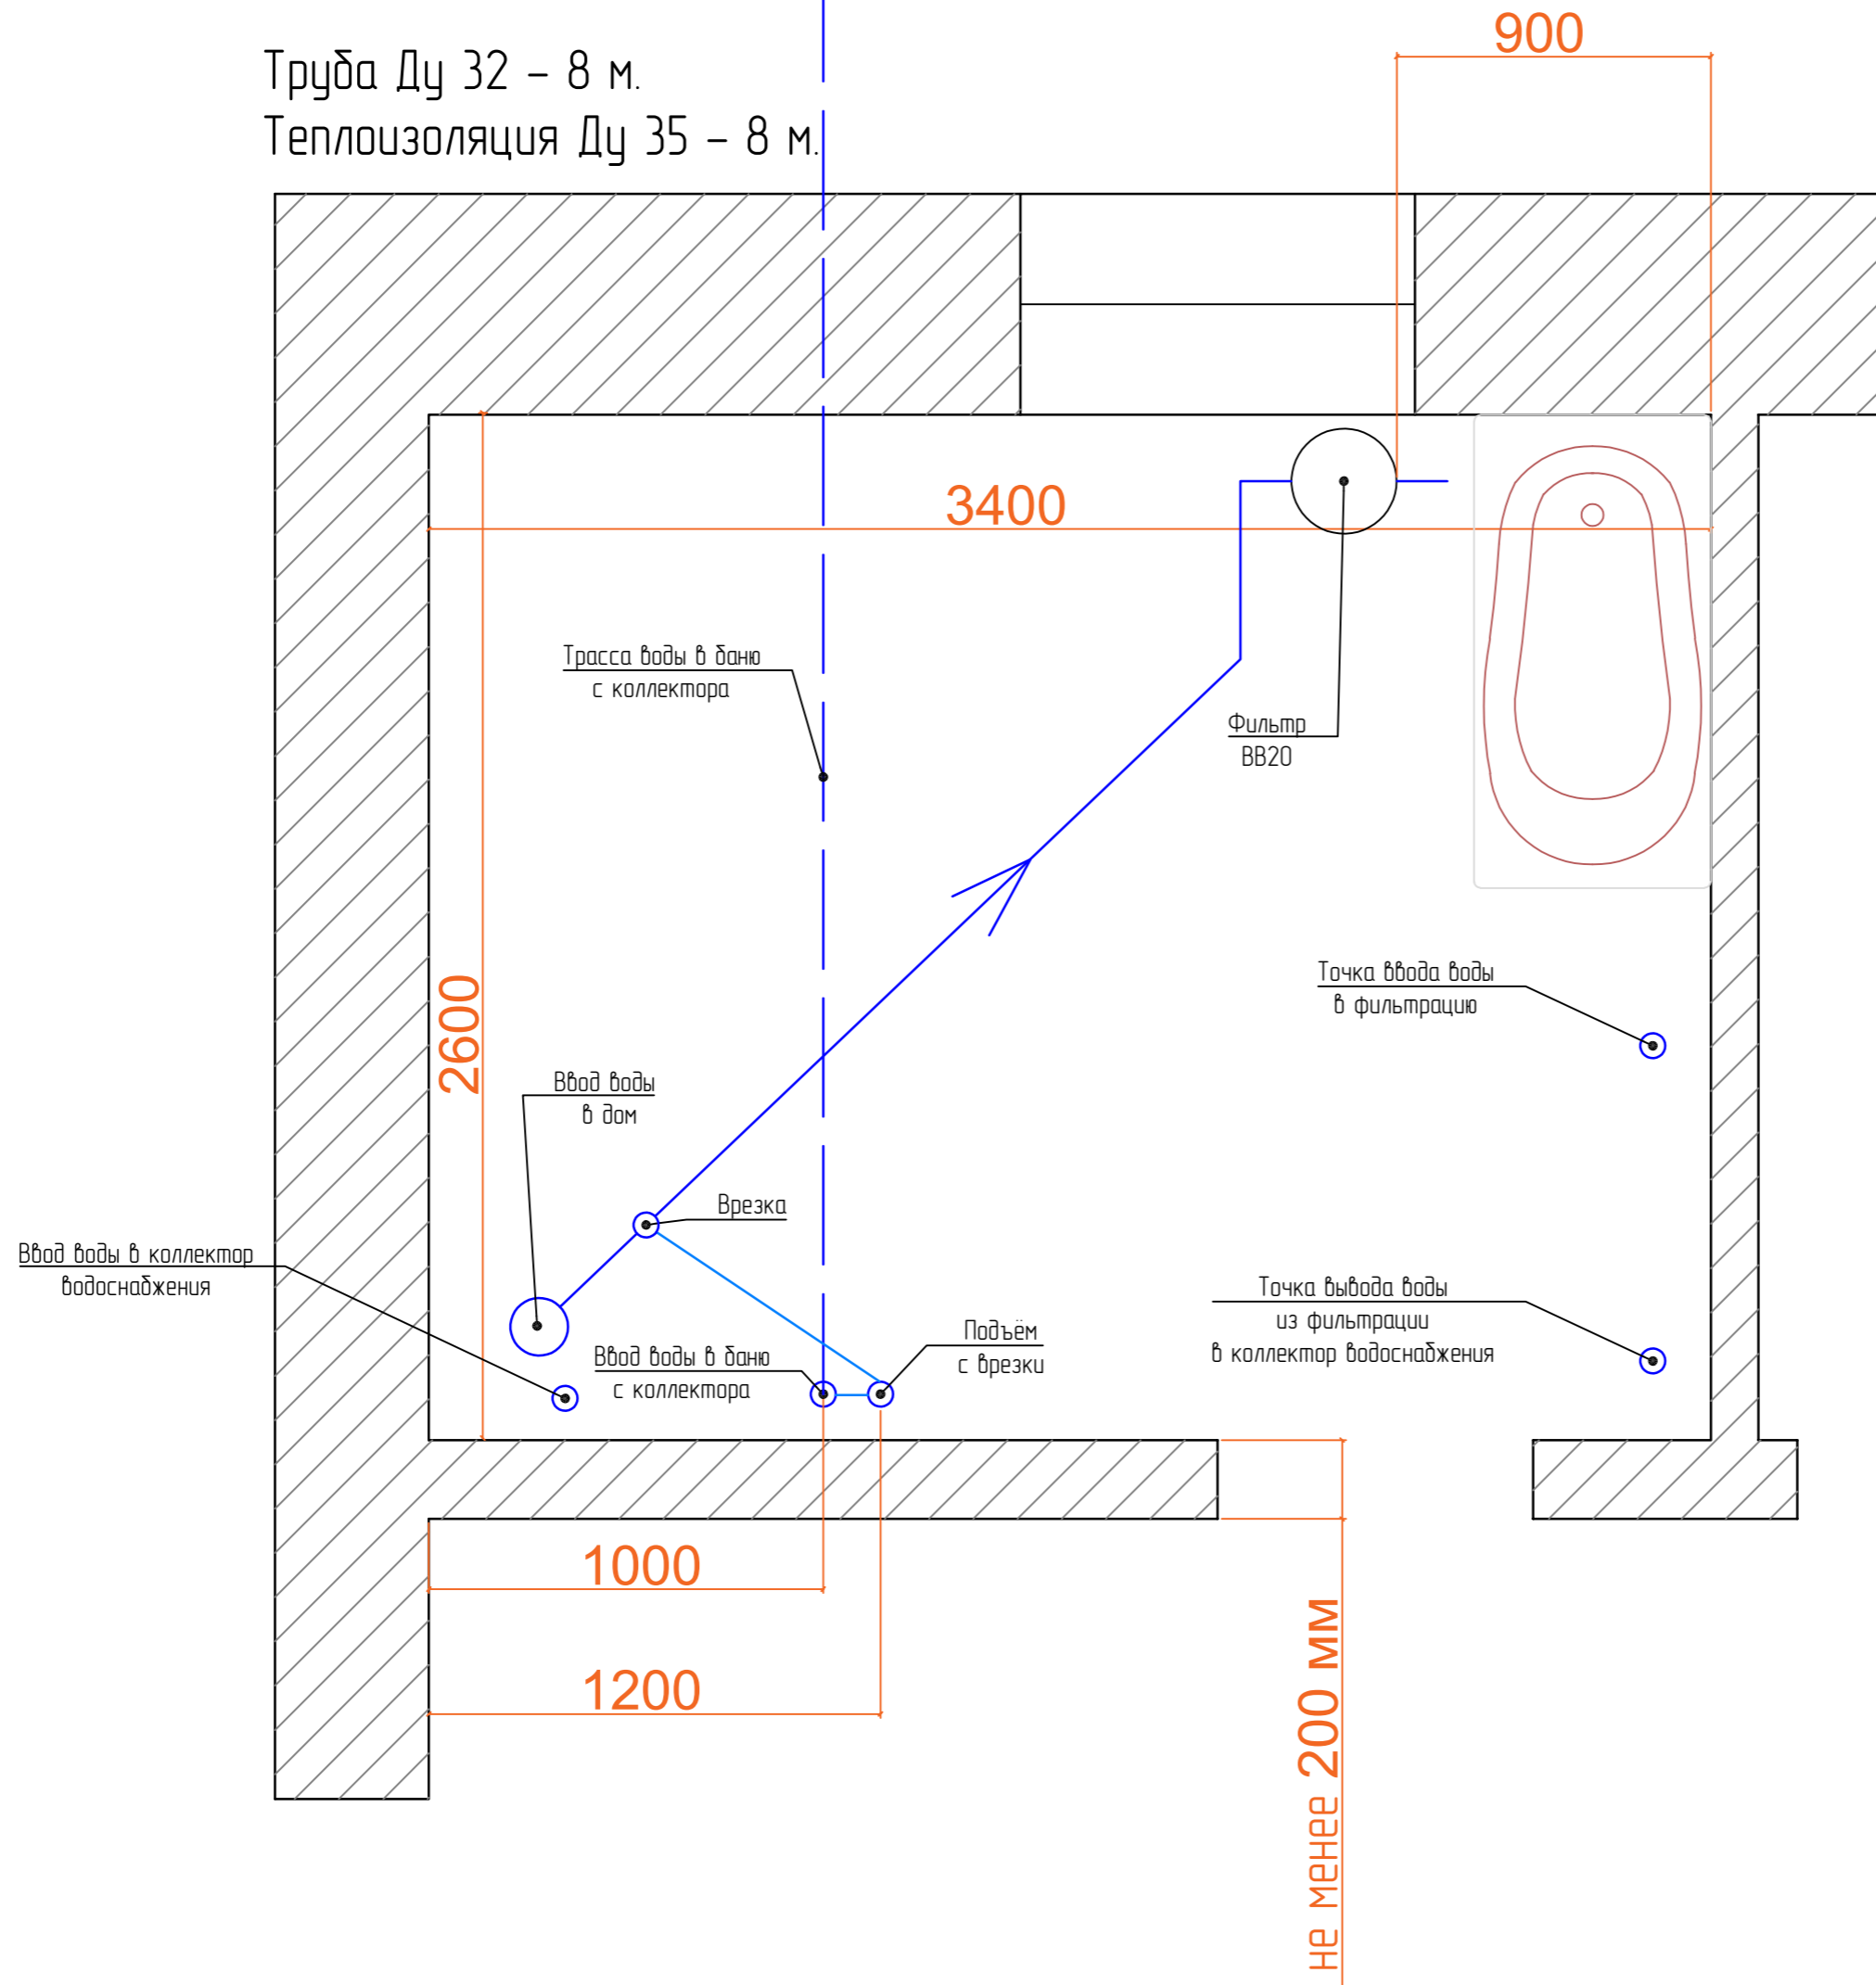 900
Труба Ду 32 – 8 м.
Теплоизоляция Ду 35 – 8 м.
3400
Трасса воды в баню
с коллектора
Фильтр
ВВ20
Точка ввода воды
в фильтрацию
2600
Ввод воды
в дом
Врезка
Ввод воды в коллектор
водоснабжения
Точка вывода воды
из фильтрации
в коллектор водоснабжения
Подъём
с врезки
Ввод воды в баню
с коллектора
1000
1200
не менее 200 мм